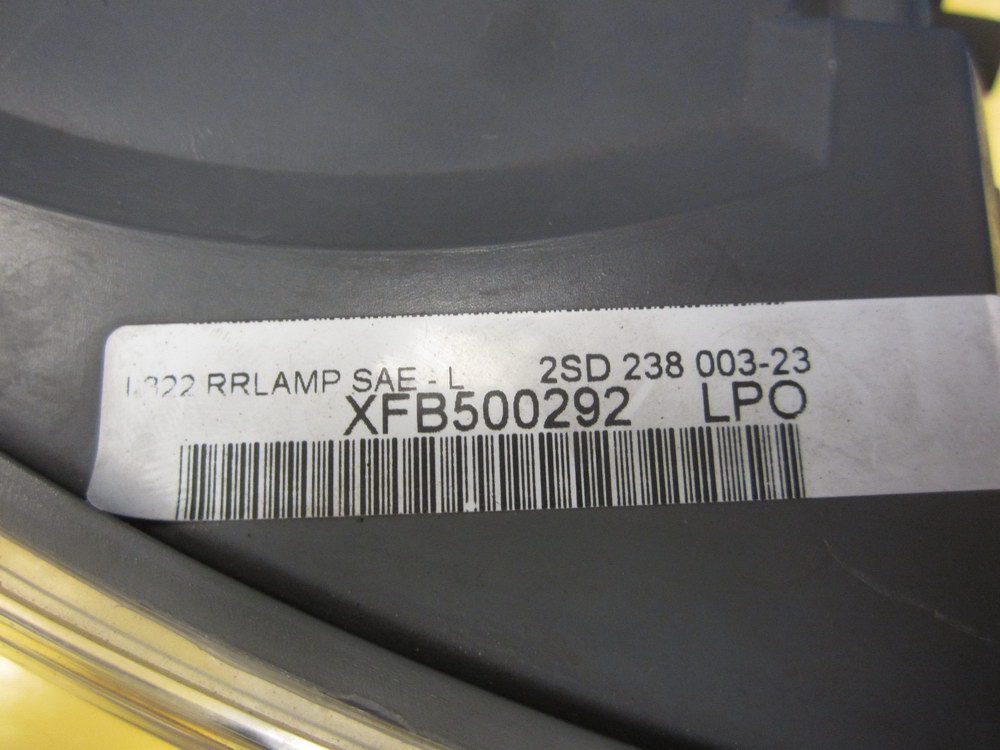 L322 RRLAMP SAE - L 2SD 238 003-23
XFB500292 LPO